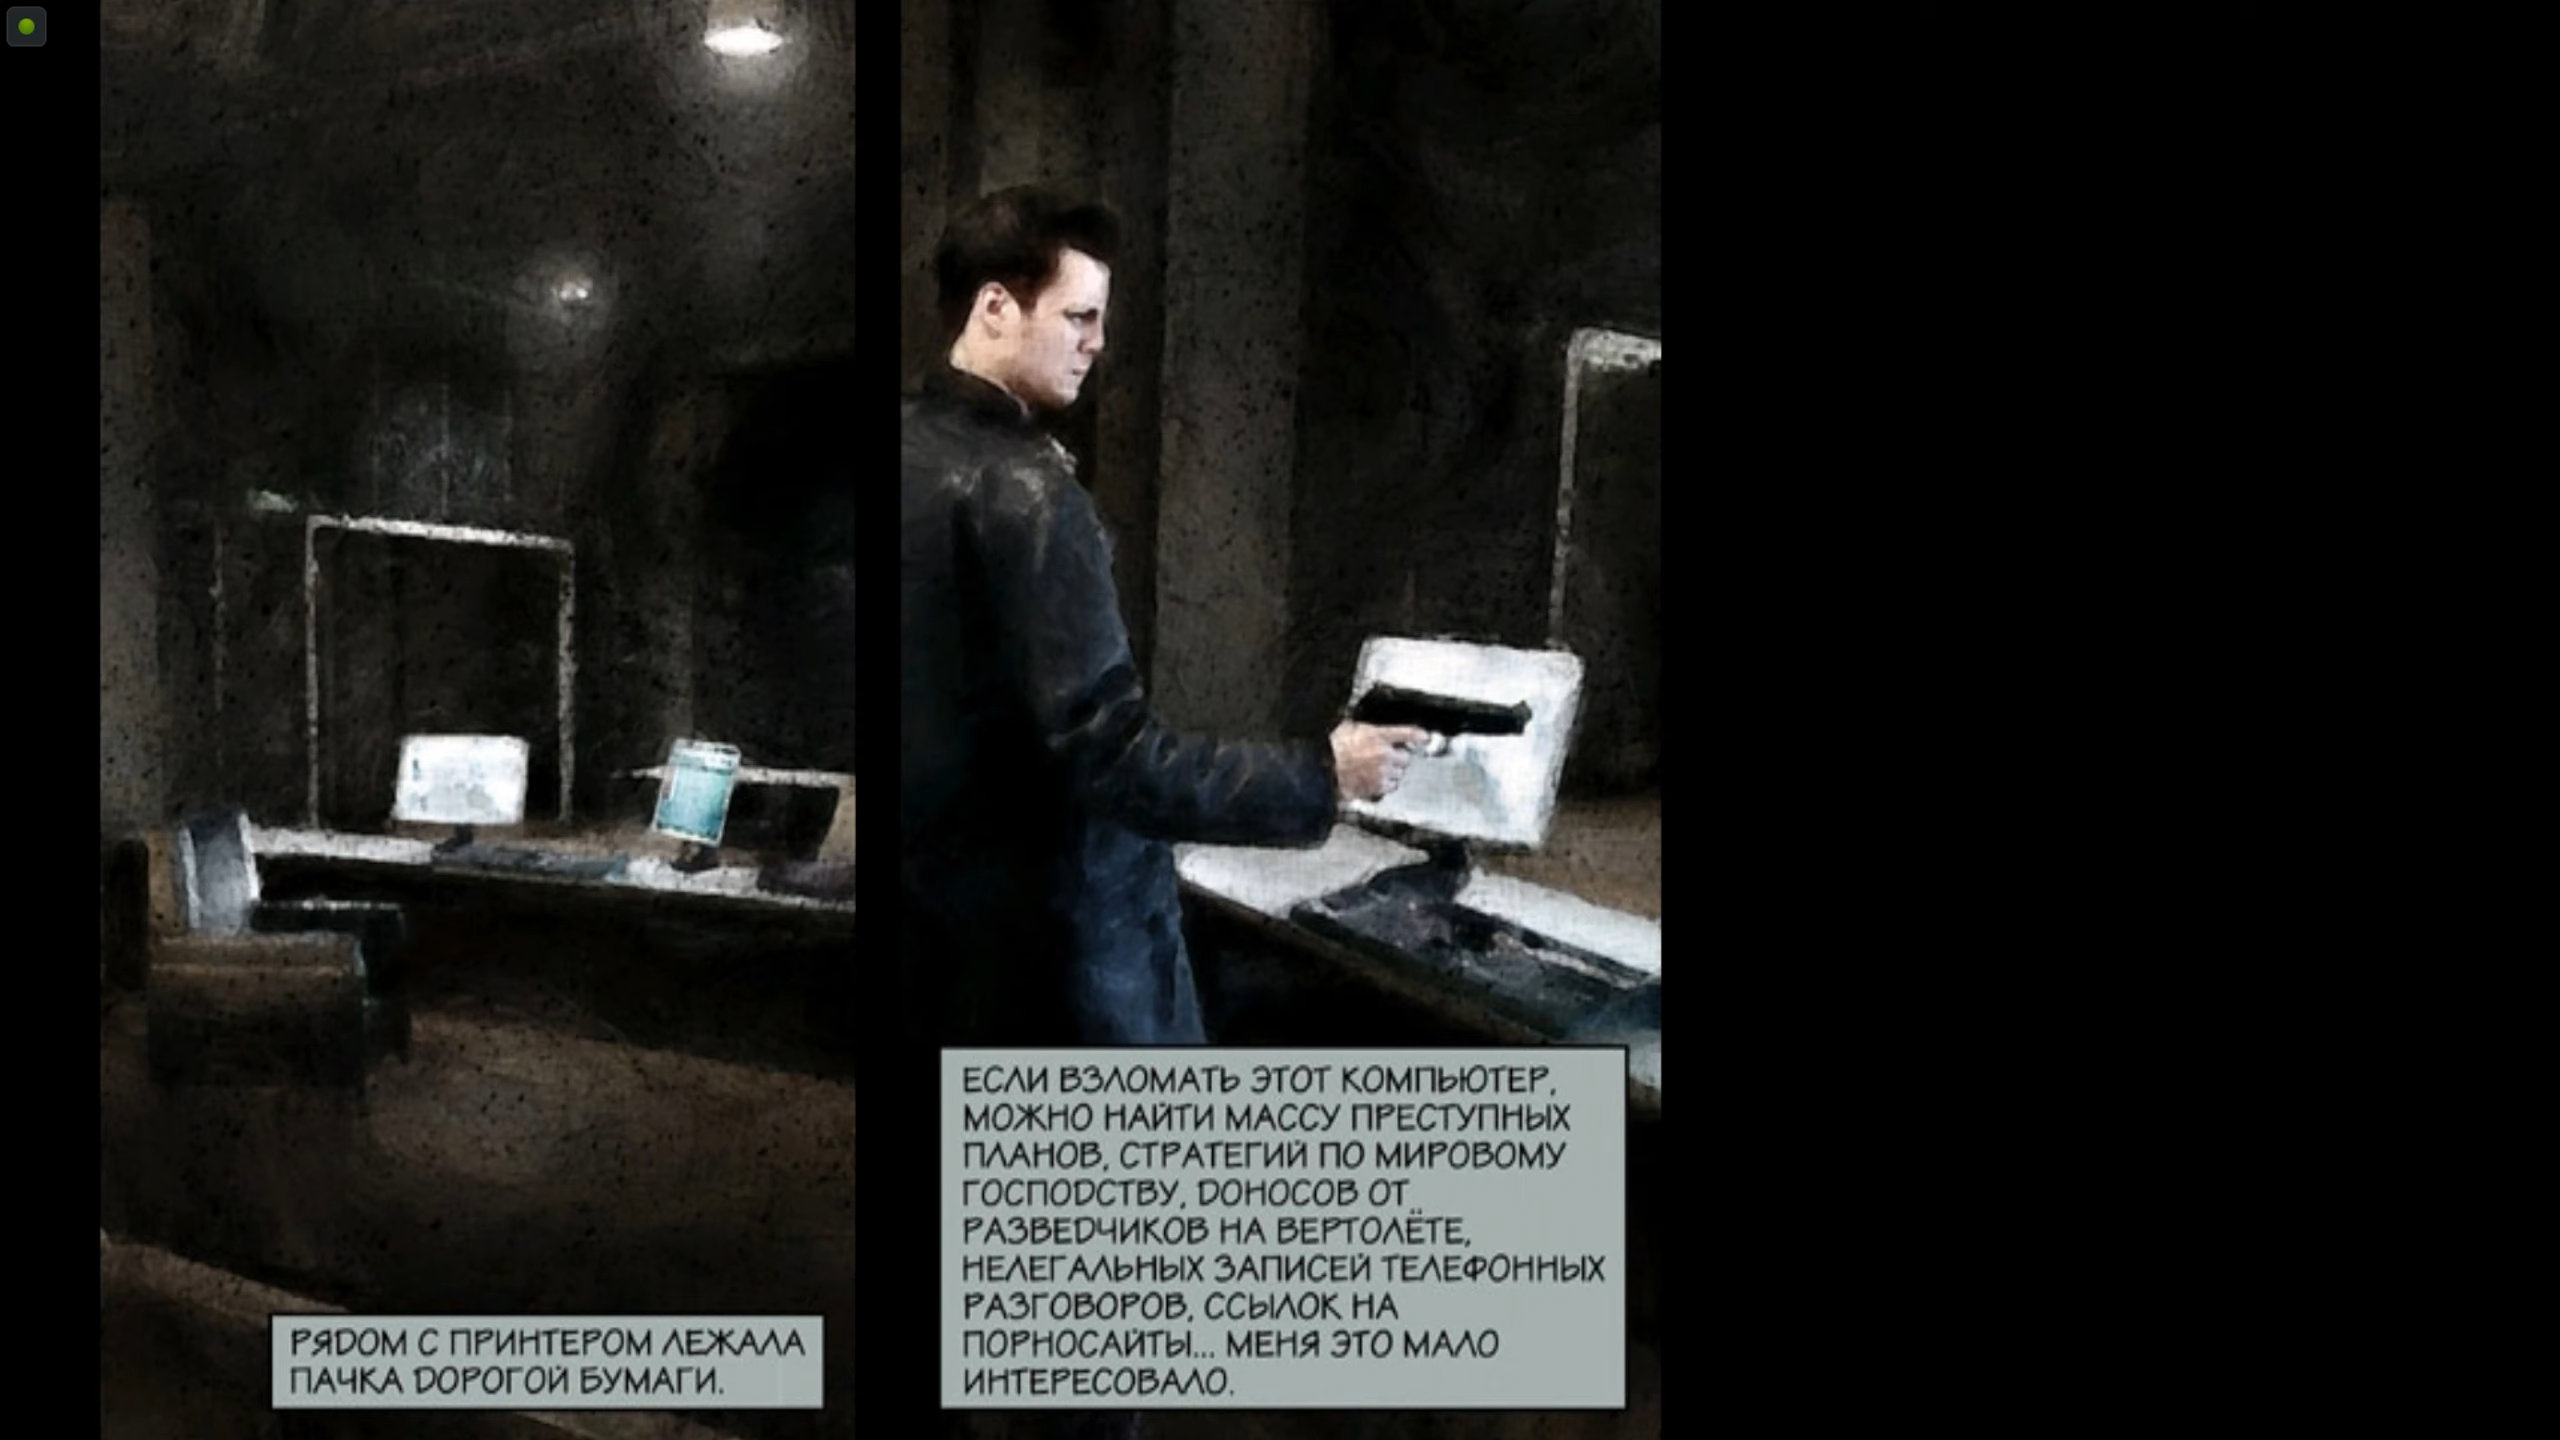 РЯДОМ С ПРИНТЕРОМ ЛЕЖАЛА
ПАЧКА ДОРОГОЙ БУМАГИ.
ЕСЛИ ВЗЛОМАТЬ ЭТОТ КОМПЬЮТЕР,
МОЖНО НАЙТИ МАССУ ПРЕСТУПНЫХ
ПЛАНОВ, СТРАТЕГИЙ ПО МИРОВОМУ
ГОСПОДСТВУ, ДОНОСОВ ОТ
РАЗВЕДЧИКОВ НА ВЕРТОЛЁТЕ,
НЕЛЕГАЛЬНЫХ ЗАПИСЕЙ ТЕЛЕФОННЫХ
РАЗГОВОРОВ, ССЫЛОК НА
ПОРНОСАЙТЫ... МЕНЯ ЭТО МАЛО
ИНТЕРЕСОВАЛО.